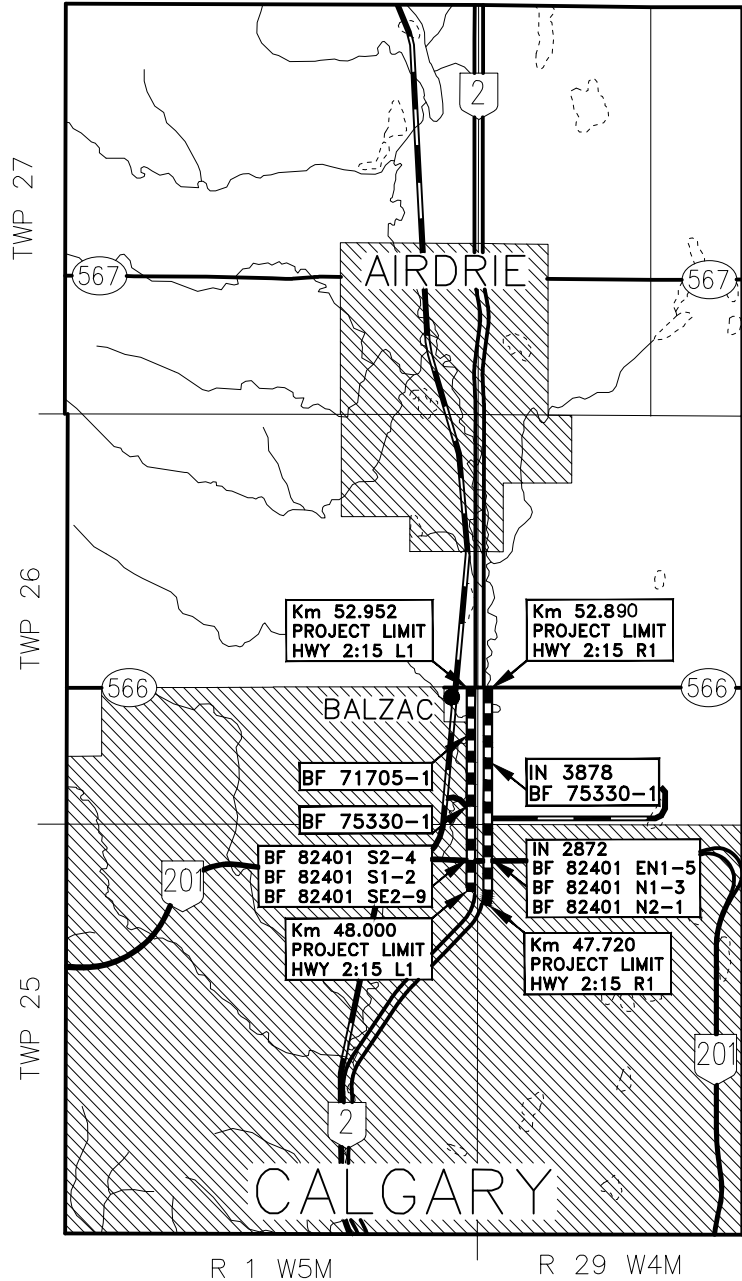 2
TWP 27
AIRDRIE
567
567
TWP 26
Km 52.952
PROJECT LIMIT
HWY 2:15 L1
Km 52.890
PROJECT LIMIT
HWY 2:15 R1
566
566
BALZAC
BF 71705-1
IN 3878
BF 75330-1
BF 75330-1
BF 82401 S2-4
BF 82401 S1-2
BF 82401 SE2-9
IN 2872
BF 82401 EN1-5
BF 82401 N1-3
BF 82401 N2-1
201
Km 48.000
PROJECT LIMIT
HWY 2:15 L1
Km 47.720
PROJECT LIMIT
HWY 2:15 R1
TWP 25
201
2
CALGARY
R 1 W5M
R 29 W4M